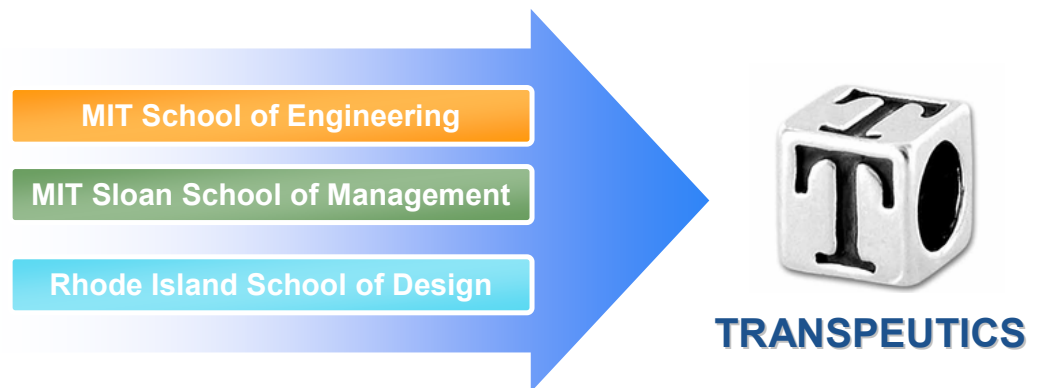 MIT School of Engineering
MIT Sloan School of Management
Rhode Island School of Design
T
T
TRANSPEUTICS